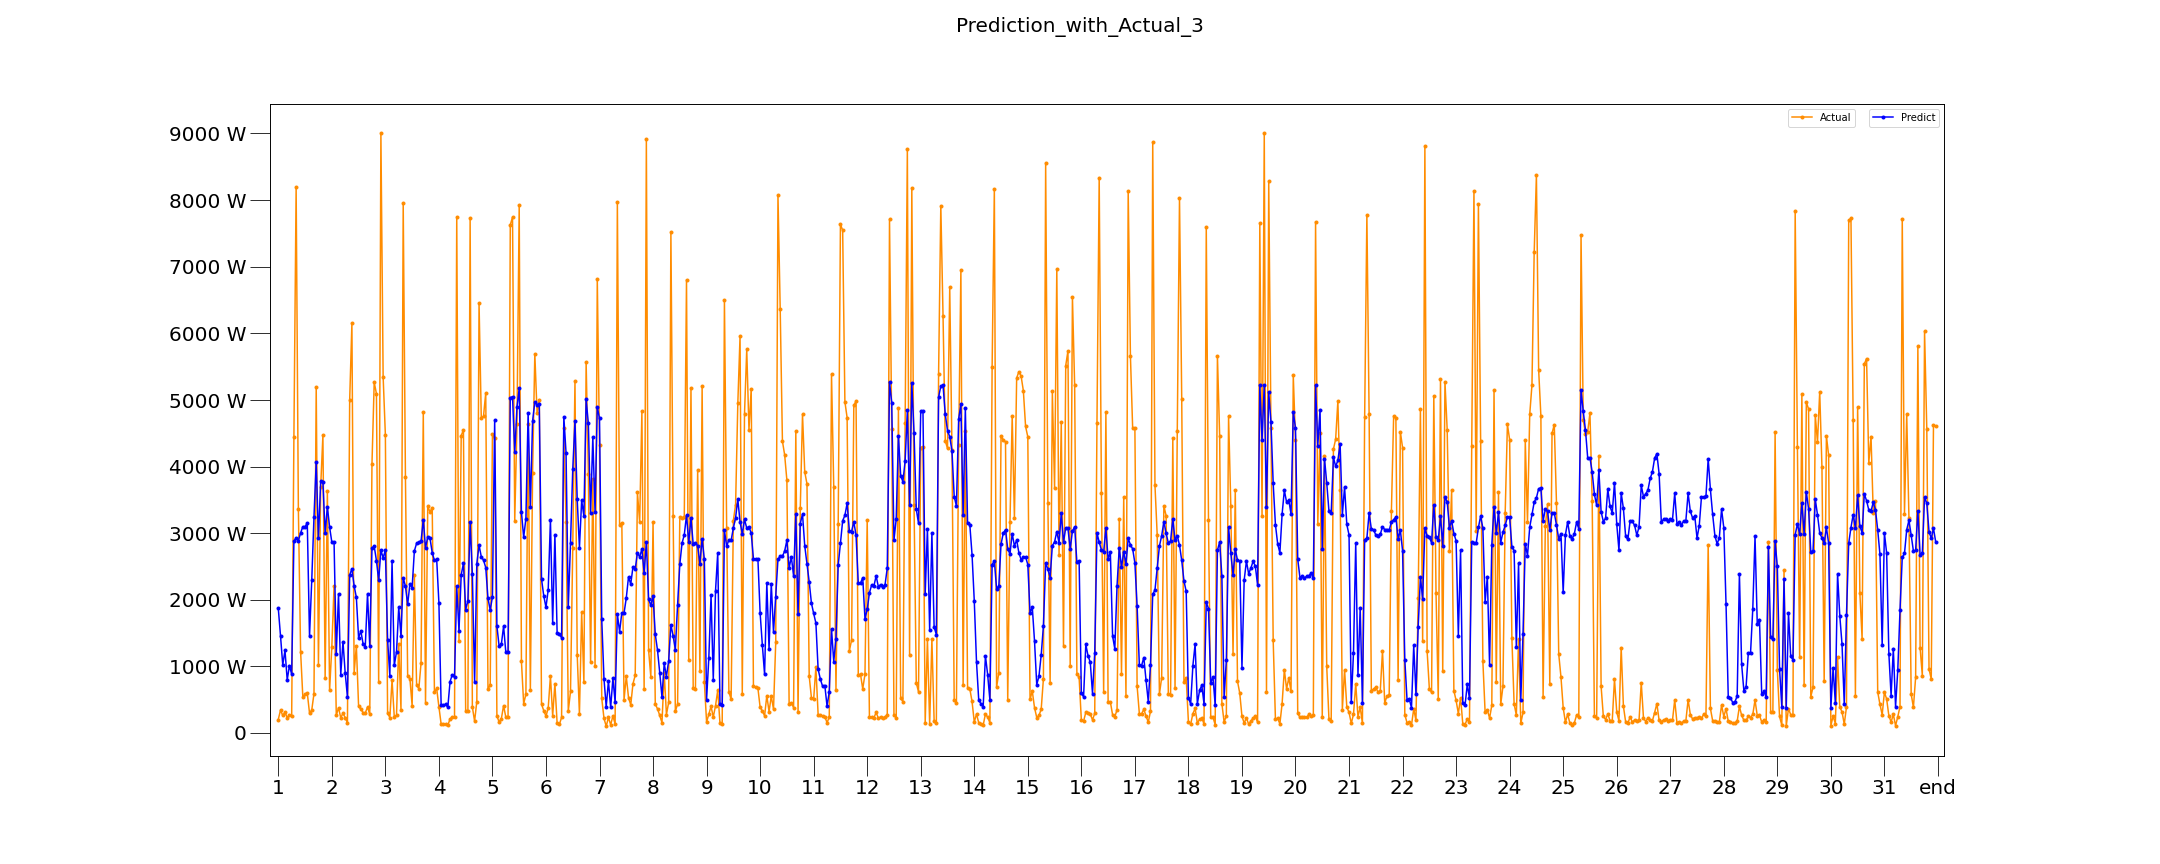 Prediction_with_Actual_3
Actual Predict
9000 W
8000 W
7000 W
6000 W
5000 W
4000 W
3000 W
2000 W
1000 W
0
1 2 3 4 5 6 7 8 9 10 11 12 13 14 15 16 17 18 19 20 21 22 23 24 25 26 27 28 29 30 31 end